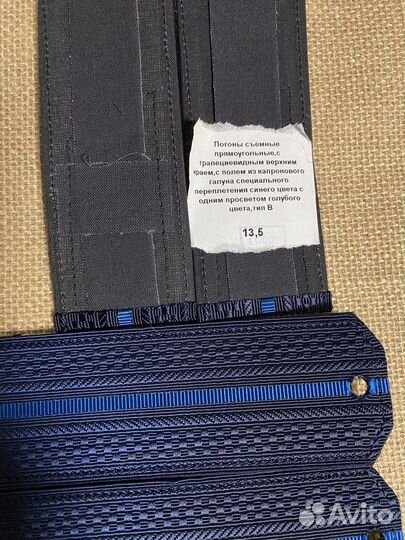 Погоны съемные
прямоугольные,с
трапециевидным верхним
краем,с полем из капронового
галуна специального
переплетения синего цвета с
одним просветом голубого
цвета,тип В
13,5
Avito